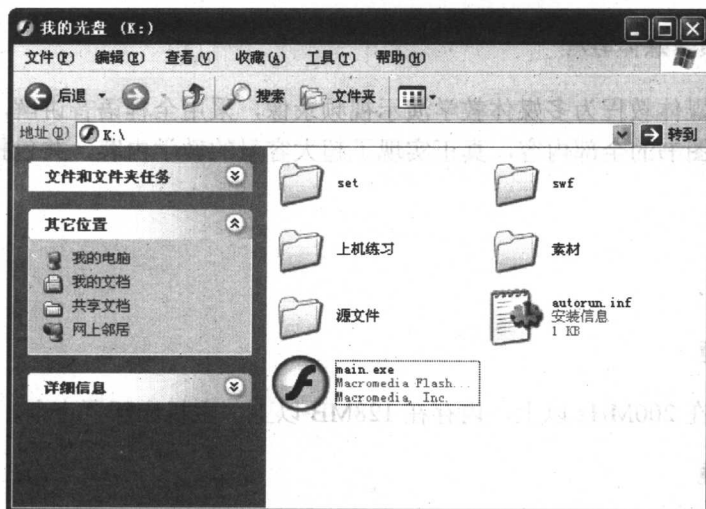 我的光盘 (K:)
文件(F) 编辑(E) 查看(V) 收藏(A) 工具(T) 帮助(H)
后退 搜索 文件夹
地址(D) K:\ 转到
文件和文件夹任务
其它位置
我的电脑
我的文档
共享文档
网上邻居
详细信息
set
swf
上机练习
素材
源文件
autorun.inf
安装信息
1 KB
main.exe
Macromedia Flash...
Macromedia, Inc.